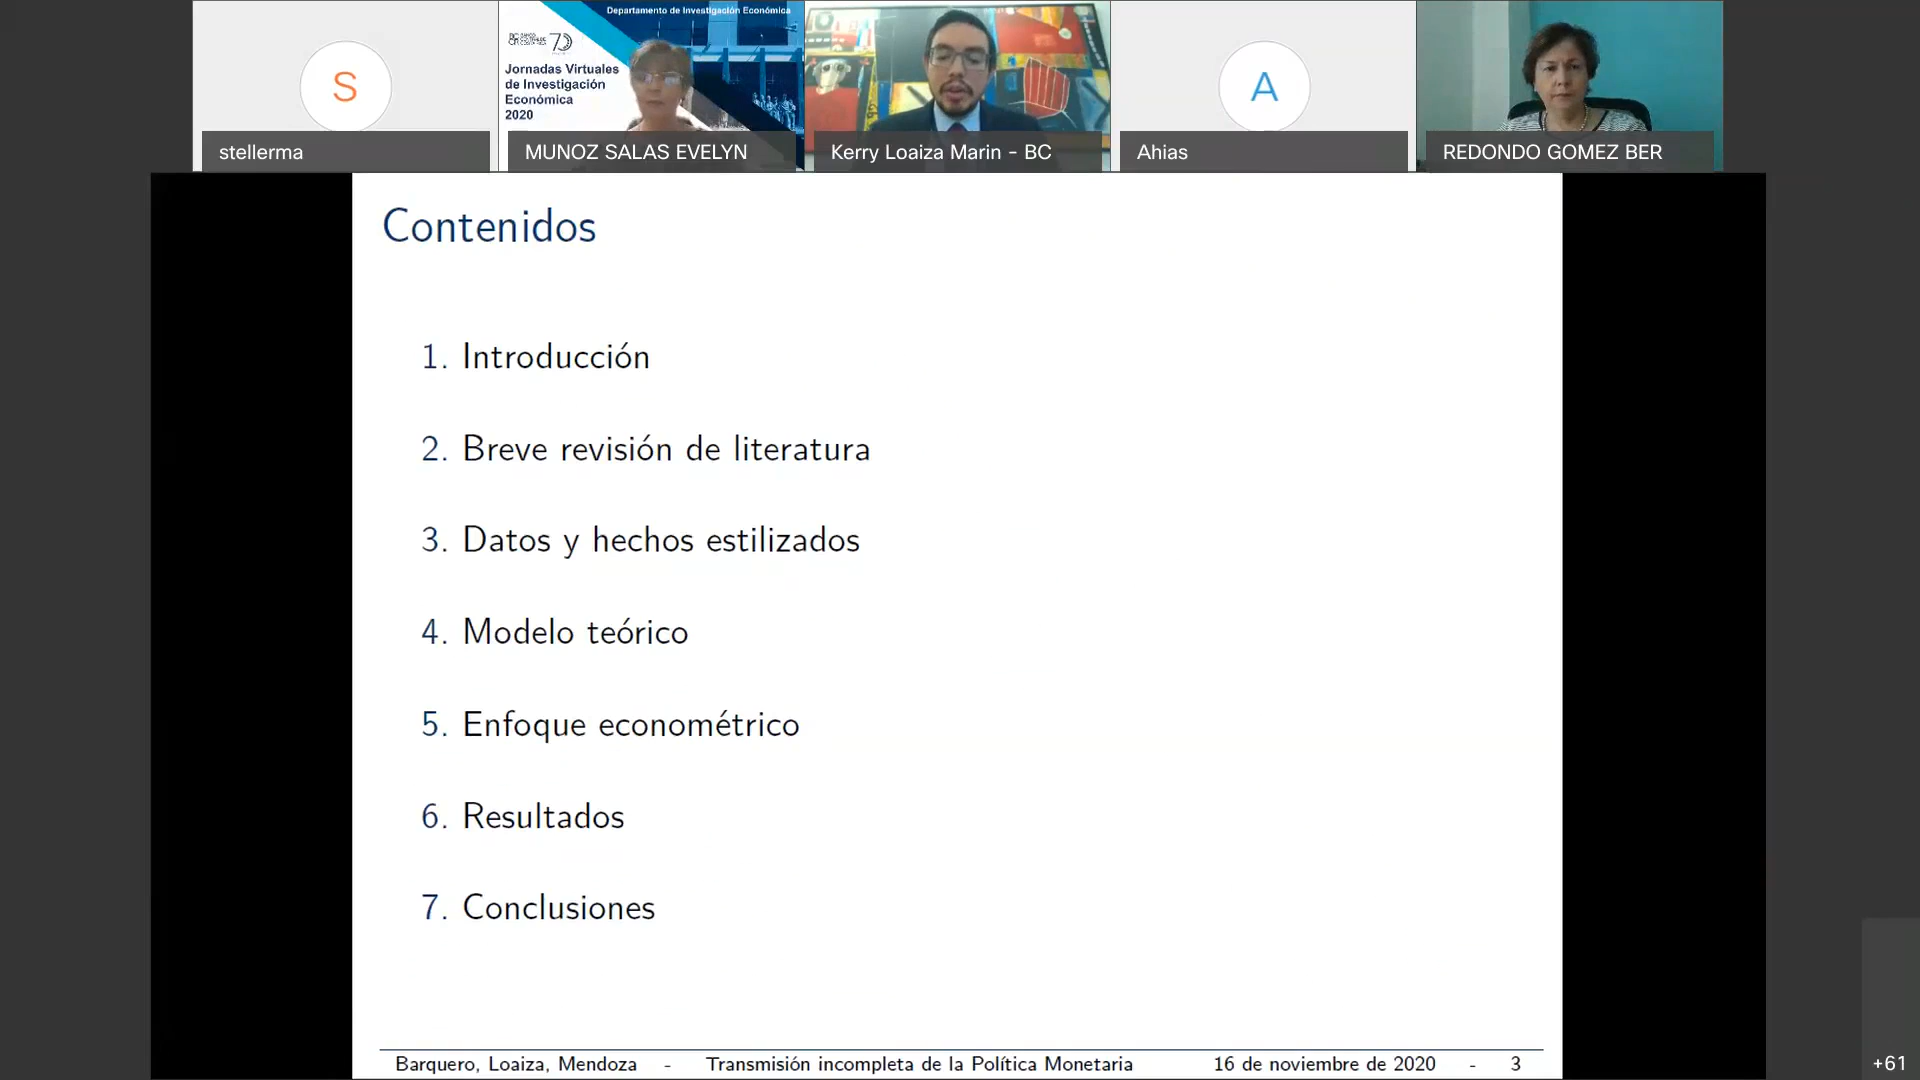 Departamento de Investigación Económica
70
Jornadas Virtuales
de Investigación
Económica
2020
S
A
stellerma
MUNOZ SALAS EVELYN
Kerry Loaiza Marin - BC
Ahias
REDONDO GOMEZ BER
Contenidos
1. Introducción
2. Breve revisión de literatura
3. Datos y hechos estilizados
4. Modelo teórico
5. Enfoque econométrico
6. Resultados
7. Conclusiones
Barquero, Loaiza, Mendoza - Transmisión incompleta de la Política Monetaria 16 de noviembre de 2020 - 3
+61